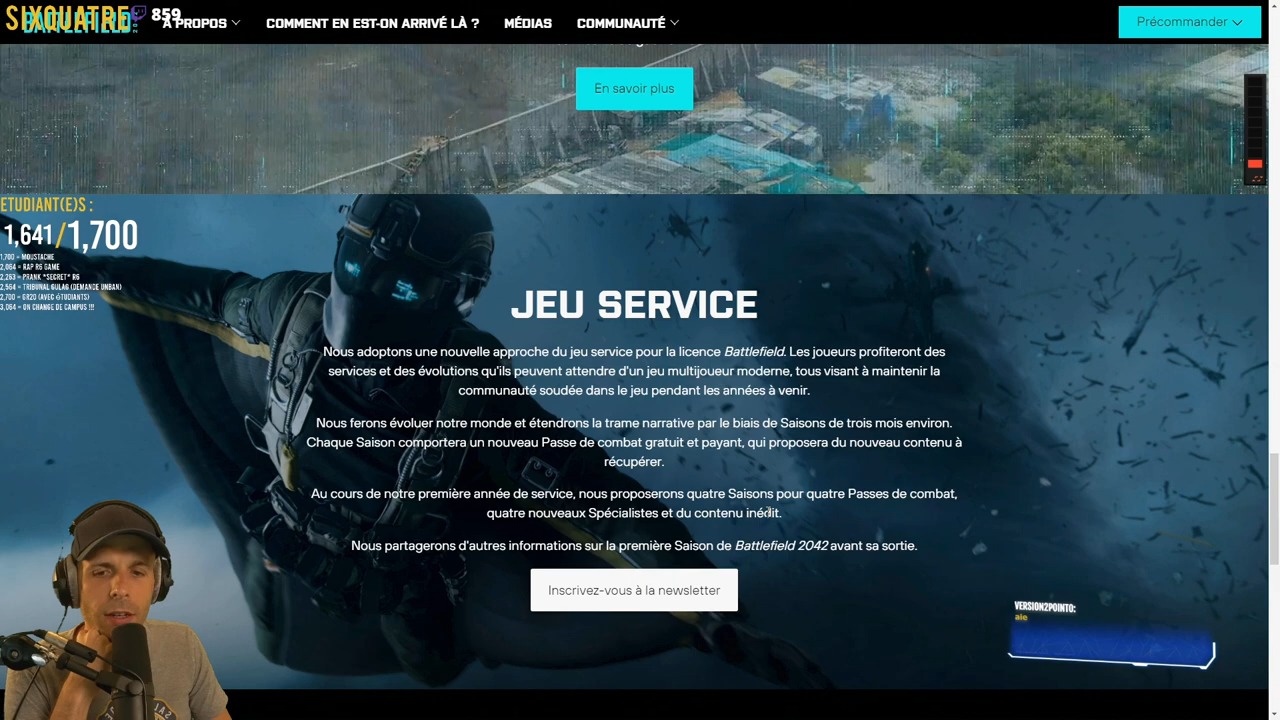 SIXQUATRE
859
BATTLEFIELD
À PROPOS
COMMENT EN EST-ON ARRIVÉ LÀ ?
MÉDIAS
COMMUNAUTÉ
Précommander
En savoir plus
ETUDIANT(E)S :
1,641/1,700
1,700 = MOUSTACHE
2,064 = RAP R6 GAME
2,263 = PRANK *SECRET* R6
2,564 = TRIBUNAL GULAG (DEMANDE UNBAN)
2,700 = GR20 (AVEC ÉTUDIANTS)
3,064 = ON CHANGE DE CAMPUS !!!
JEU SERVICE
Nous adoptons une nouvelle approche du jeu service pour la licence Battlefield. Les joueurs profiteront des
services et des évolutions qu'ils peuvent attendre d'un jeu multijoueur moderne, tous visant à maintenir la
communauté soudée dans le jeu pendant les années à venir.
Nous ferons évoluer notre monde et étendrons la trame narrative par le biais de Saisons de trois mois environ.
Chaque Saison comportera un nouveau Passe de combat gratuit et payant, qui proposera du nouveau contenu à
récupérer.
Au cours de notre première année de service, nous proposerons quatre Saisons pour quatre Passes de combat,
quatre nouveaux Spécialistes et du contenu inédit.
Nous partagerons d'autres informations sur la première Saison de Battlefield 2042 avant sa sortie.
Inscrivez-vous à la newsletter
VERSION2POINTO:
aie